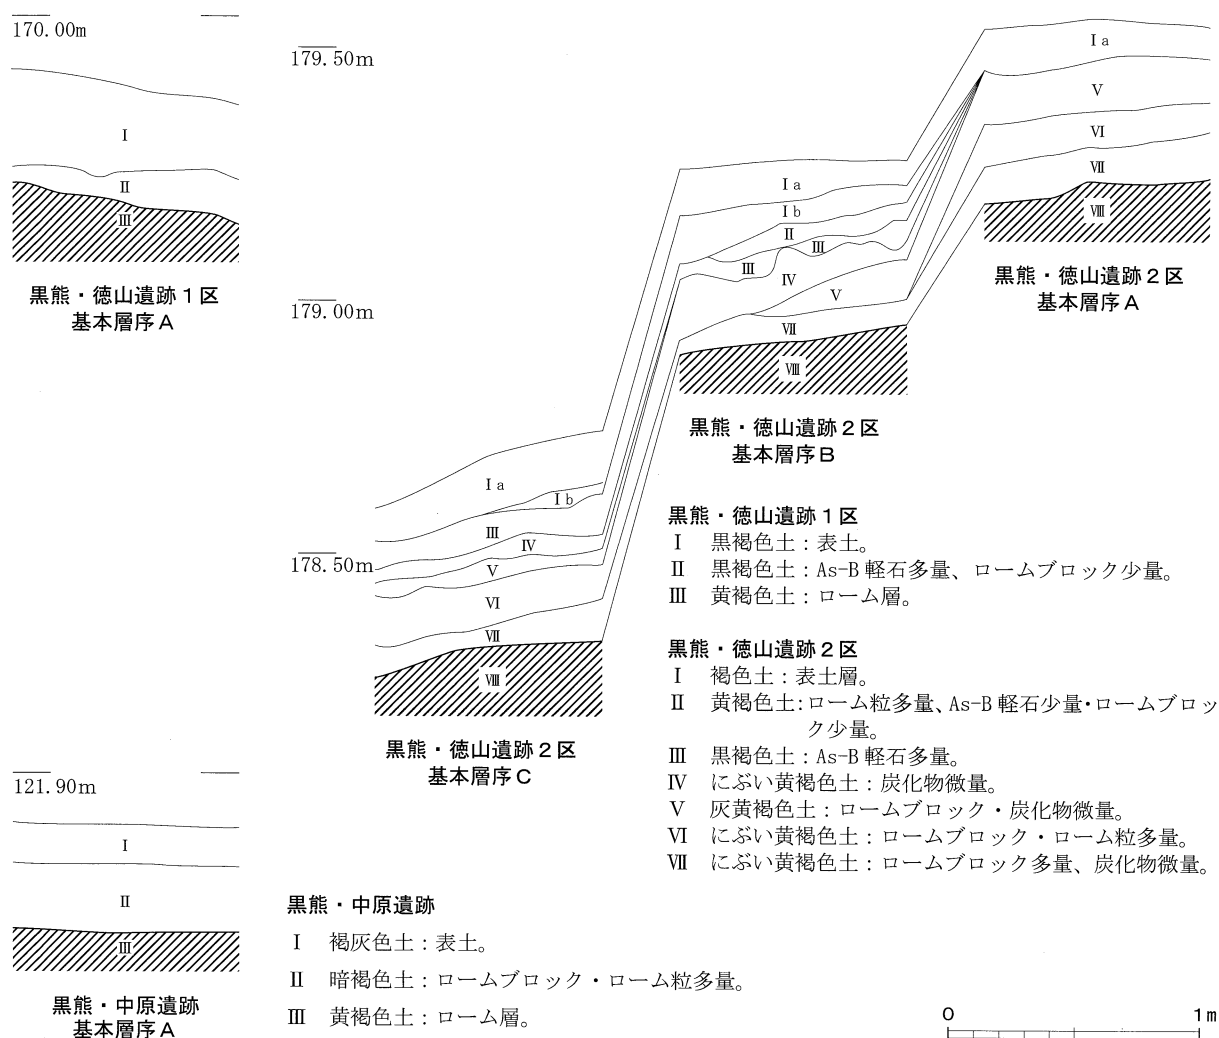 170.00m
Ⅰ
Ⅱ
Ⅲ
黒熊・徳山遺跡1区
基本層序A
179.50m
179.00m
178.50m
Ⅰa
Ⅴ
Ⅵ
Ⅶ
Ⅷ
黒熊・徳山遺跡2区
基本層序A
Ⅰa
Ⅰb
Ⅱ
Ⅲ
Ⅲ
Ⅳ
Ⅴ
Ⅶ
Ⅷ
黒熊・徳山遺跡2区
基本層序B
Ⅰa
Ⅰb
Ⅲ
Ⅳ
Ⅴ
Ⅵ
Ⅶ
Ⅷ
黒熊・徳山遺跡2区
基本層序C
黒熊・徳山遺跡1区
Ⅰ 黒褐色土：表土。
Ⅱ 黒褐色土：As-B軽石多量、ロームブロック少量。
Ⅲ 黄褐色土：ローム層。
黒熊・徳山遺跡2区
Ⅰ 褐色土：表土層。
Ⅱ 黄褐色土：ローム粒多量、As-B軽石少量・ロームブロッ
ク少量。
Ⅲ 黒褐色土：As-B軽石多量。
Ⅳ にぶい黄褐色土：炭化物微量。
Ⅴ 灰黄褐色土：ロームブロック・炭化物微量。
Ⅵ にぶい黄褐色土：ロームブロック・ローム粒多量。
Ⅶ にぶい黄褐色土：ロームブロック多量、炭化物微量。
121.90m
Ⅰ
Ⅱ
Ⅲ
黒熊・中原遺跡
基本層序A
黒熊・中原遺跡
Ⅰ 褐灰色土：表土。
Ⅱ 暗褐色土：ロームブロック・ローム粒多量。
Ⅲ 黄褐色土：ローム層。
0 1m